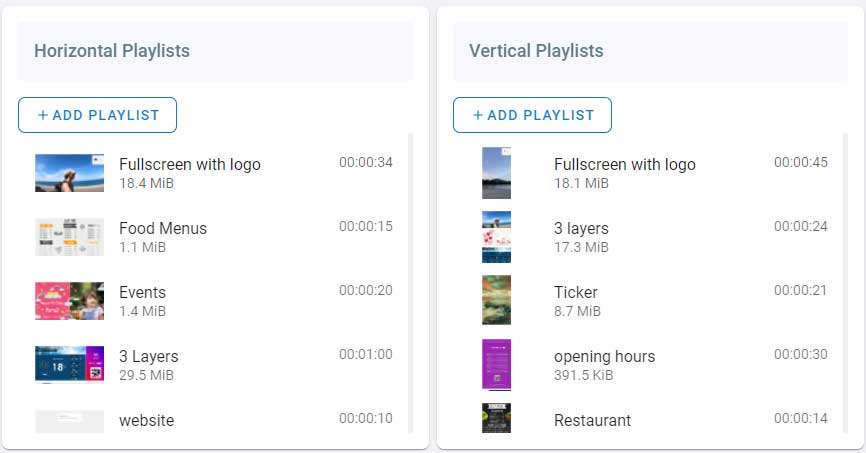 Horizontal Playlists
+ ADD PLAYLIST
Fullscreen with logo
00:00:34
18.4 MiB
Food Menus
00:00:15
1.1 MiB
Events
00:00:20
1.4 MiB
3 Layers
00:01:00
29.5 MiB
website
00:00:10
Vertical Playlists
+ ADD PLAYLIST
Fullscreen with logo
00:00:45
18.1 MiB
3 layers
00:00:24
17.3 MiB
Ticker
00:00:21
8.7 MiB
opening hours
00:00:30
391.5 KiB
Restaurant
00:00:14